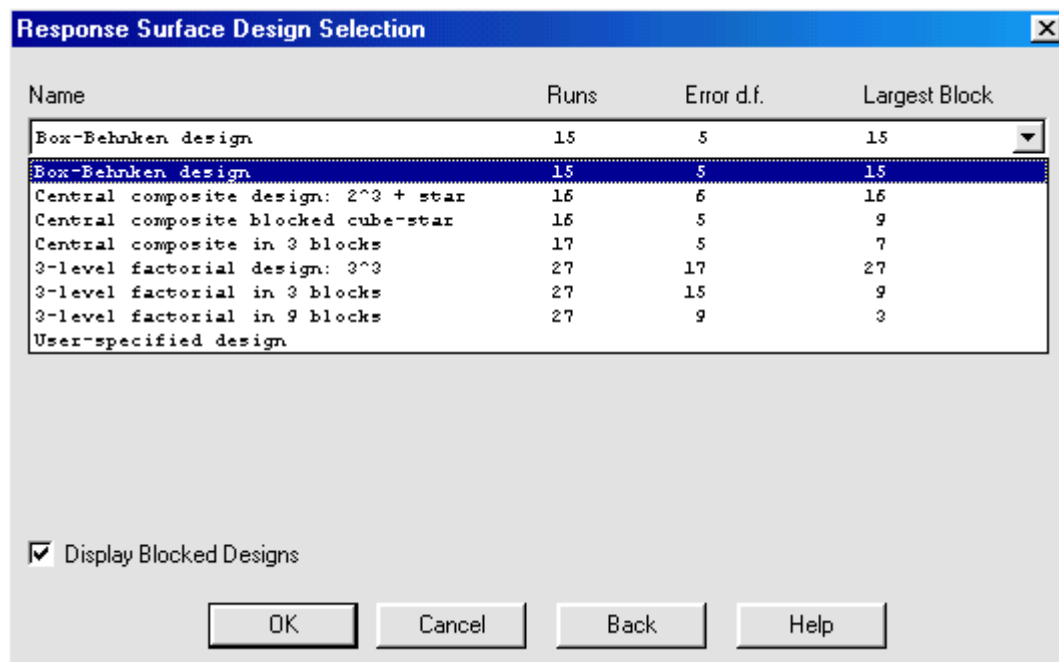 Response Surface Design Selection
Name Runs Error d.f. Largest Block
Box-Behnken design 15 5 15
Box-Behnken design 15 5 15
Central composite design: 2^3 + star 16 6 16
Central composite blocked cube-star 16 5 9
Central composite in 3 blocks 17 5 7
3-level factorial design: 3^3 27 17 27
3-level factorial in 3 blocks 27 15 9
3-level factorial in 9 blocks 27 9 3
User-specified design
Display Blocked Designs
OK Cancel Back Help